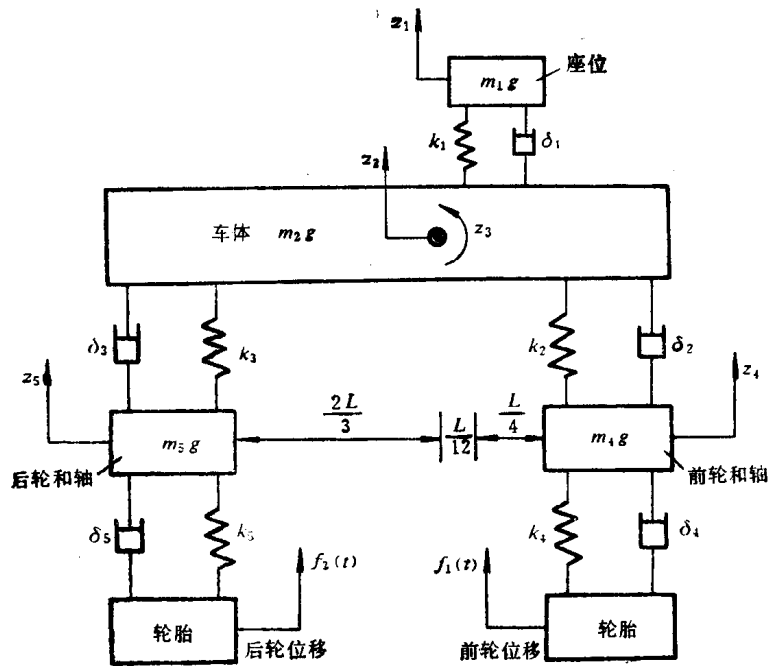 z₁
m₁g
座位
k₁
δ₁
z₂
车体 m₂g
z₃
δ₃
k₃
k₂
δ₂
z₅
z₄
2L/3
L/12
L/4
m₅g
m₄g
后轮和轴
前轮和轴
δ₅
k₅
k₄
δ₄
f₂(t)
f₁(t)
轮胎
后轮位移
前轮位移
轮胎